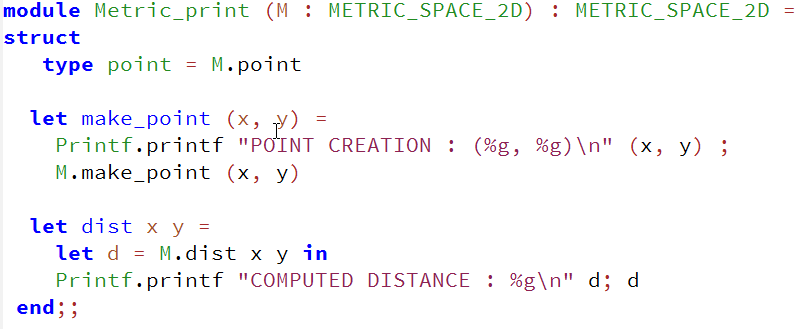 module Metric_print (M : METRIC_SPACE_2D) : METRIC_SPACE_2D =
struct
type point = M.point
let make_point (x, y) =
Printf.printf "POINT CREATION : (%g, %g)\n" (x, y) ;
M.make_point (x, y)
let dist x y =
let d = M.dist x y in
Printf.printf "COMPUTED DISTANCE : %g\n" d; d
end;;